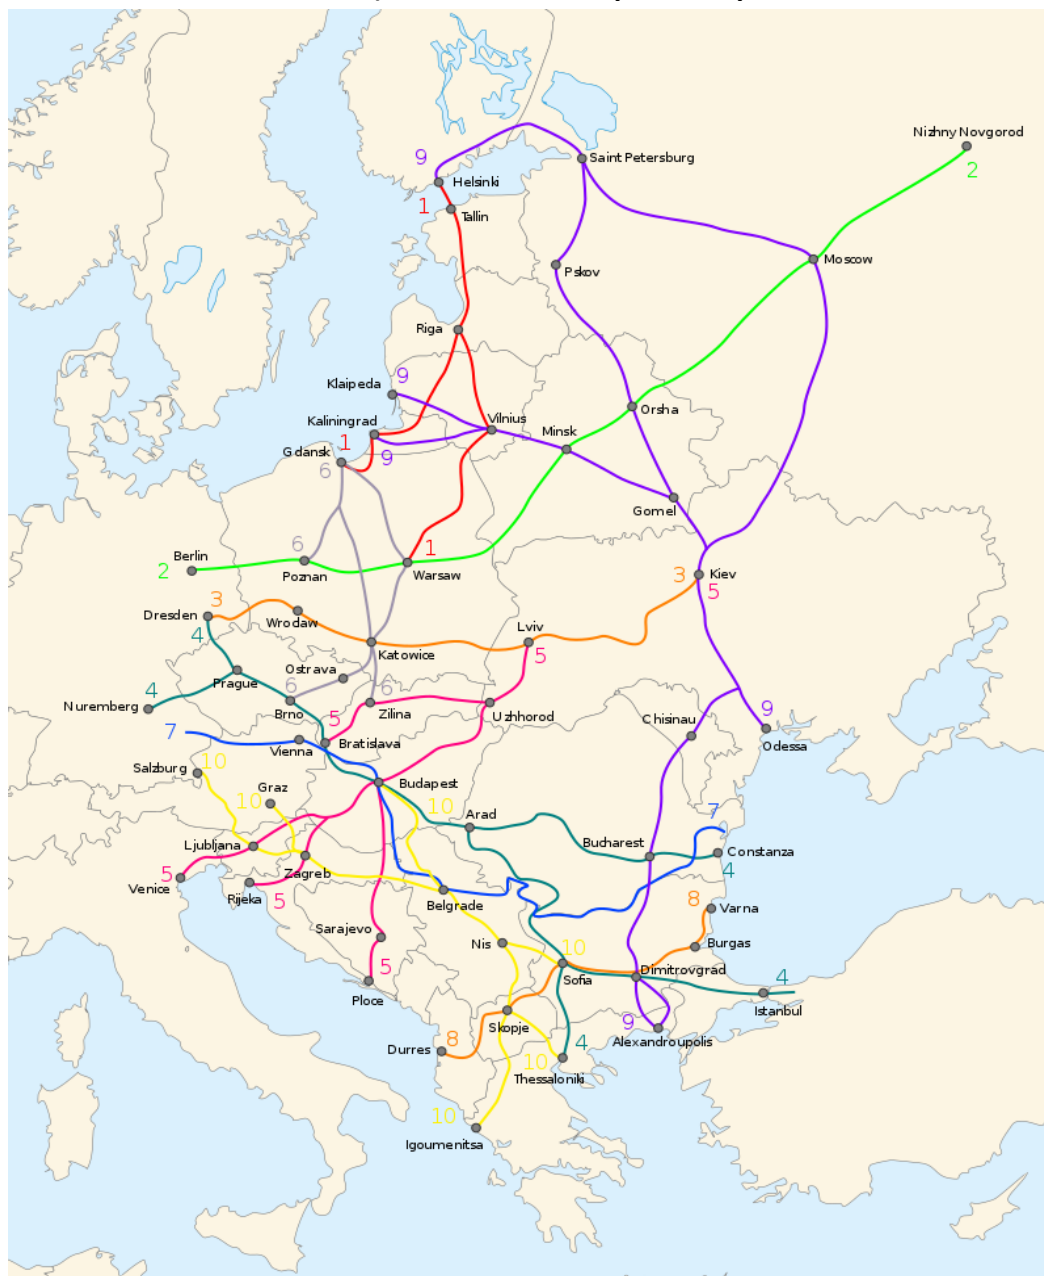 Nizhny Novgorod
2
9
Saint Petersburg
Helsinki
1
Tallin
Moscow
Pskov
Riga
9
Klaipeda
Orsha
Kaliningrad
Vilnius
Minsk
1
Gdansk
9
6
Gomel
6
1
Berlin
2
Poznan
Warsaw
3
Kiev
5
3
Dresden
Wrocław
4
Lviv
5
Katowice
Ostrava
Prague
4
6
6
Nuremberg
Brno
Zilina
Uzhhorod
5
Chisinau
9
7
Vienna
Bratislava
Odessa
10
Salzburg
Graz
Budapest
10
10
Arad
7
Ljubljana
Bucharest
Constanza
5
Zagreb
4
Venice
Rijeka
5
Belgrade
8
Varna
Sarajevo
Nis
10
Burgas
5
Sofia
Dimitrovgrad
4
Ploce
Istanbul
Skopje
9
8
4
Alexandroupolis
Durres
10
Thessaloniki
10
Igoumenitsa